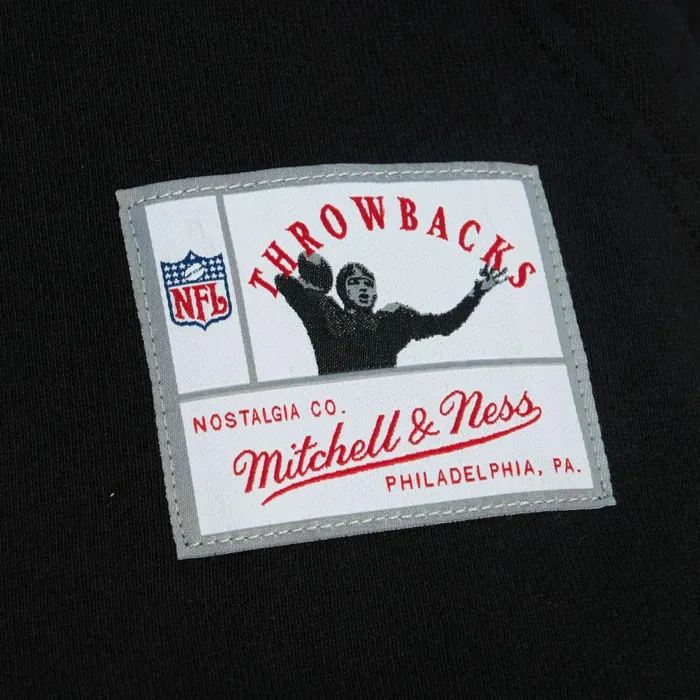 THROWBACKS
NFL
NOSTALGIA CO.
Mitchell & Ness
PHILADELPHIA, PA.